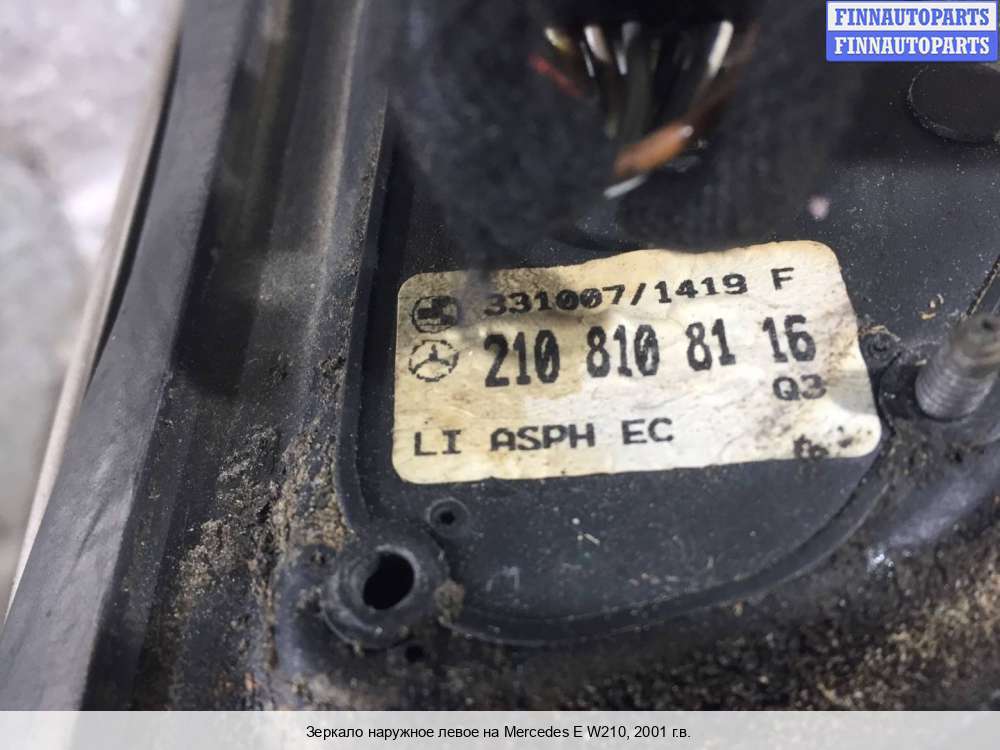 FINNAUTOPARTS
FINNAUTOPARTS
331007/1419 F
210 810 81 16
Q3
LI ASPH EC
Зеркало наружное левое на Mercedes E W210, 2001 г.в.